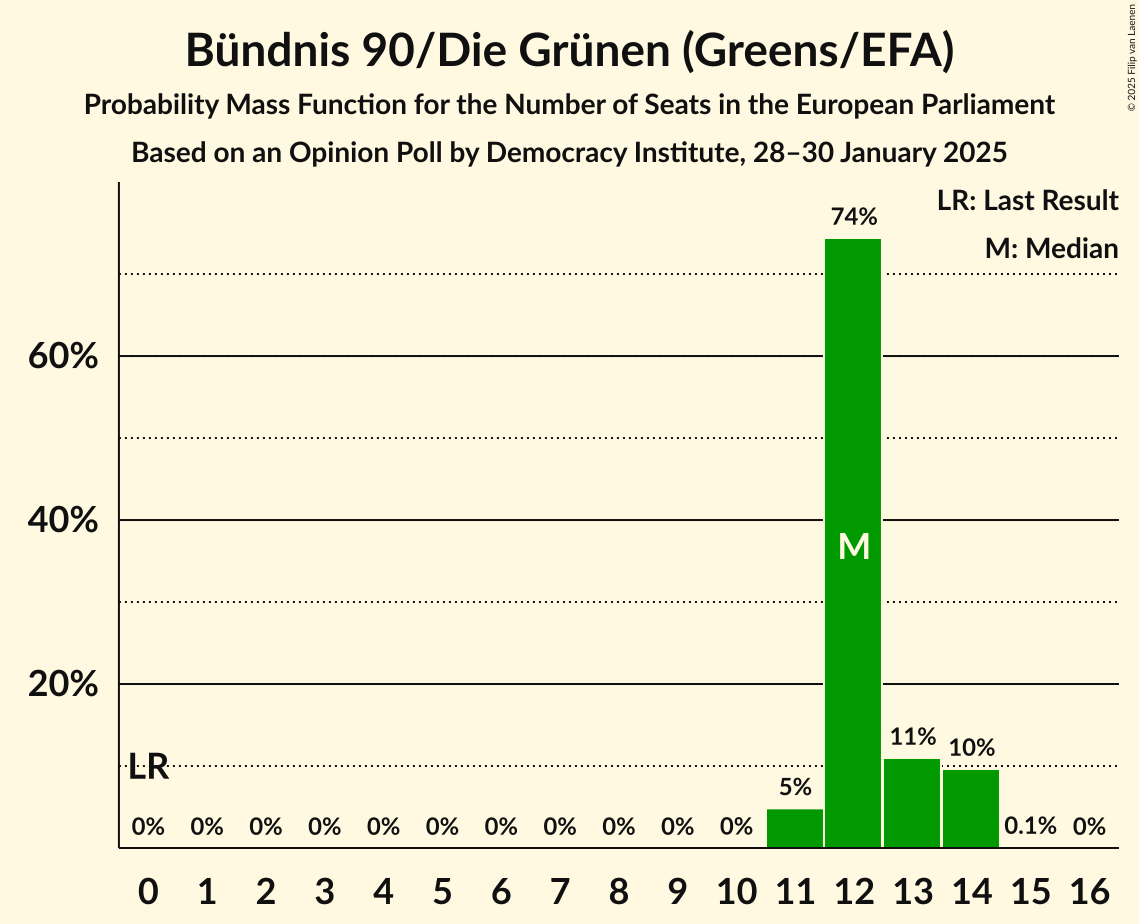 Bündnis 90/Die Grünen (Greens/EFA)
Probability Mass Function for the Number of Seats in the European Parliament
Based on an Opinion Poll by Democracy Institute, 28–30 January 2025
© 2025 Filip van Laenen
LR: Last Result
M: Median
74%
60%
40%
M
20%
11%
10%
LR
5%
0% 0% 0% 0% 0% 0% 0% 0% 0% 0% 0% 0.1% 0%
0 1 2 3 4 5 6 7 8 9 10 11 12 13 14 15 16